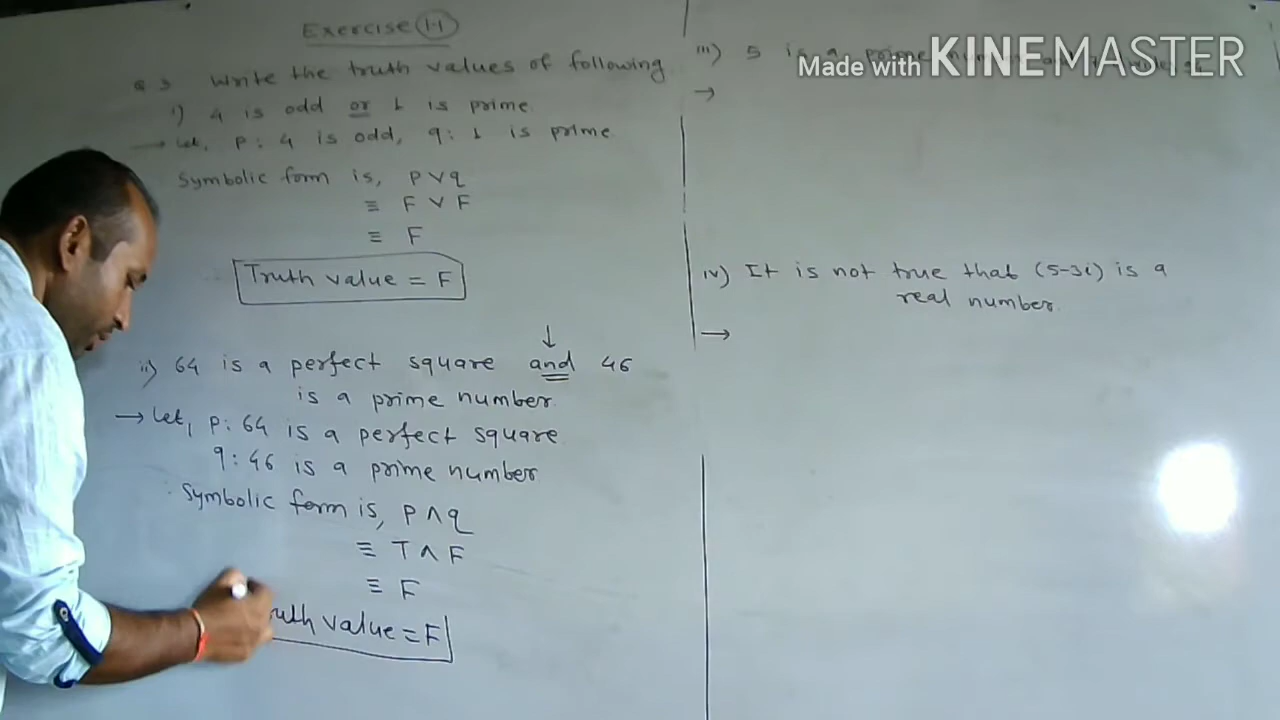 Exercise 1.1
Q 3 Write the truth values of following
i) 4 is odd or 1 is prime.
→ Let, p: 4 is odd, q: 1 is prime
Symbolic form is, p∨q
≡ F ∨ F
≡ F
Truth value = F
ii) 64 is a perfect square and 46
is a prime number.
→ Let, p: 64 is a perfect square
q: 46 is a prime number
Symbolic form is, p∧q
≡ T ∧ F
≡ F
Truth value = F
iii) 5 is a prime
→
Made with KINEMASTER
iv) It is not true that (5-3i) is a
real number.
→